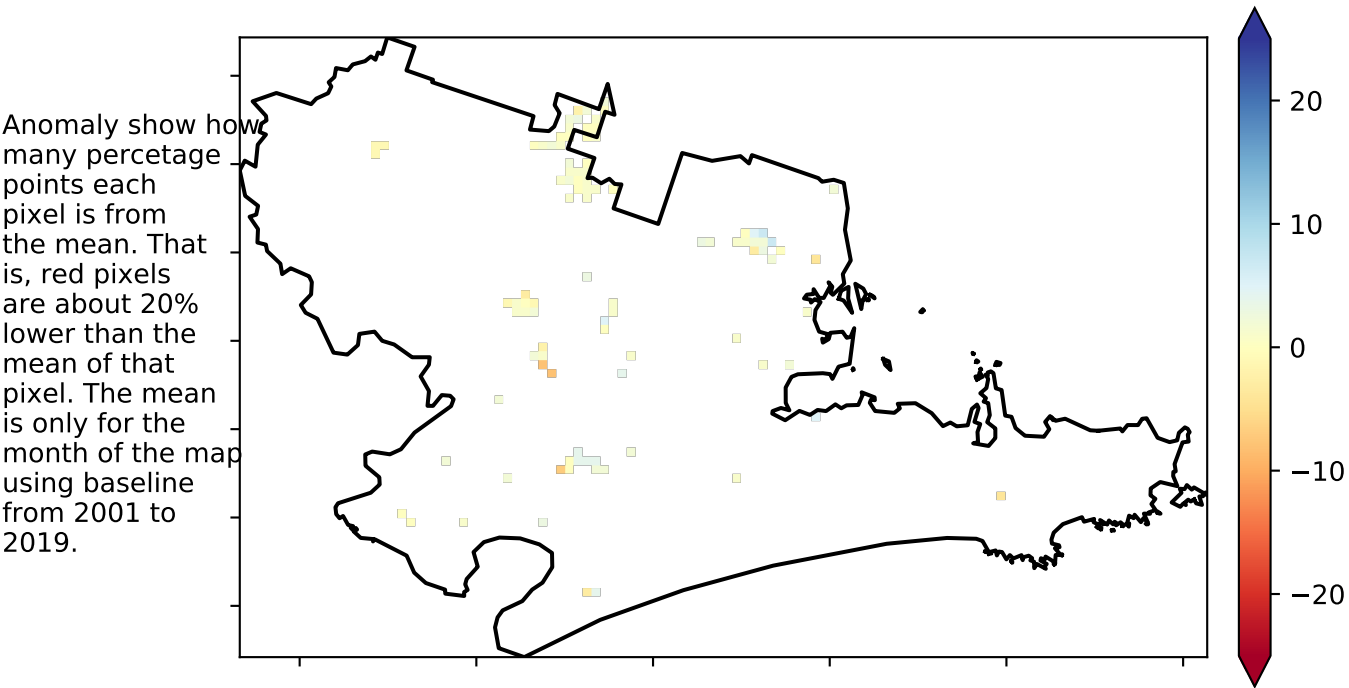 Anomaly show how
many percetage
points each
pixel is from
the mean. That
is, red pixels
are about 20%
lower than the
mean of that
pixel. The mean
is only for the
month of the map
using baseline
from 2001 to
2019.
20
10
0
−10
−20